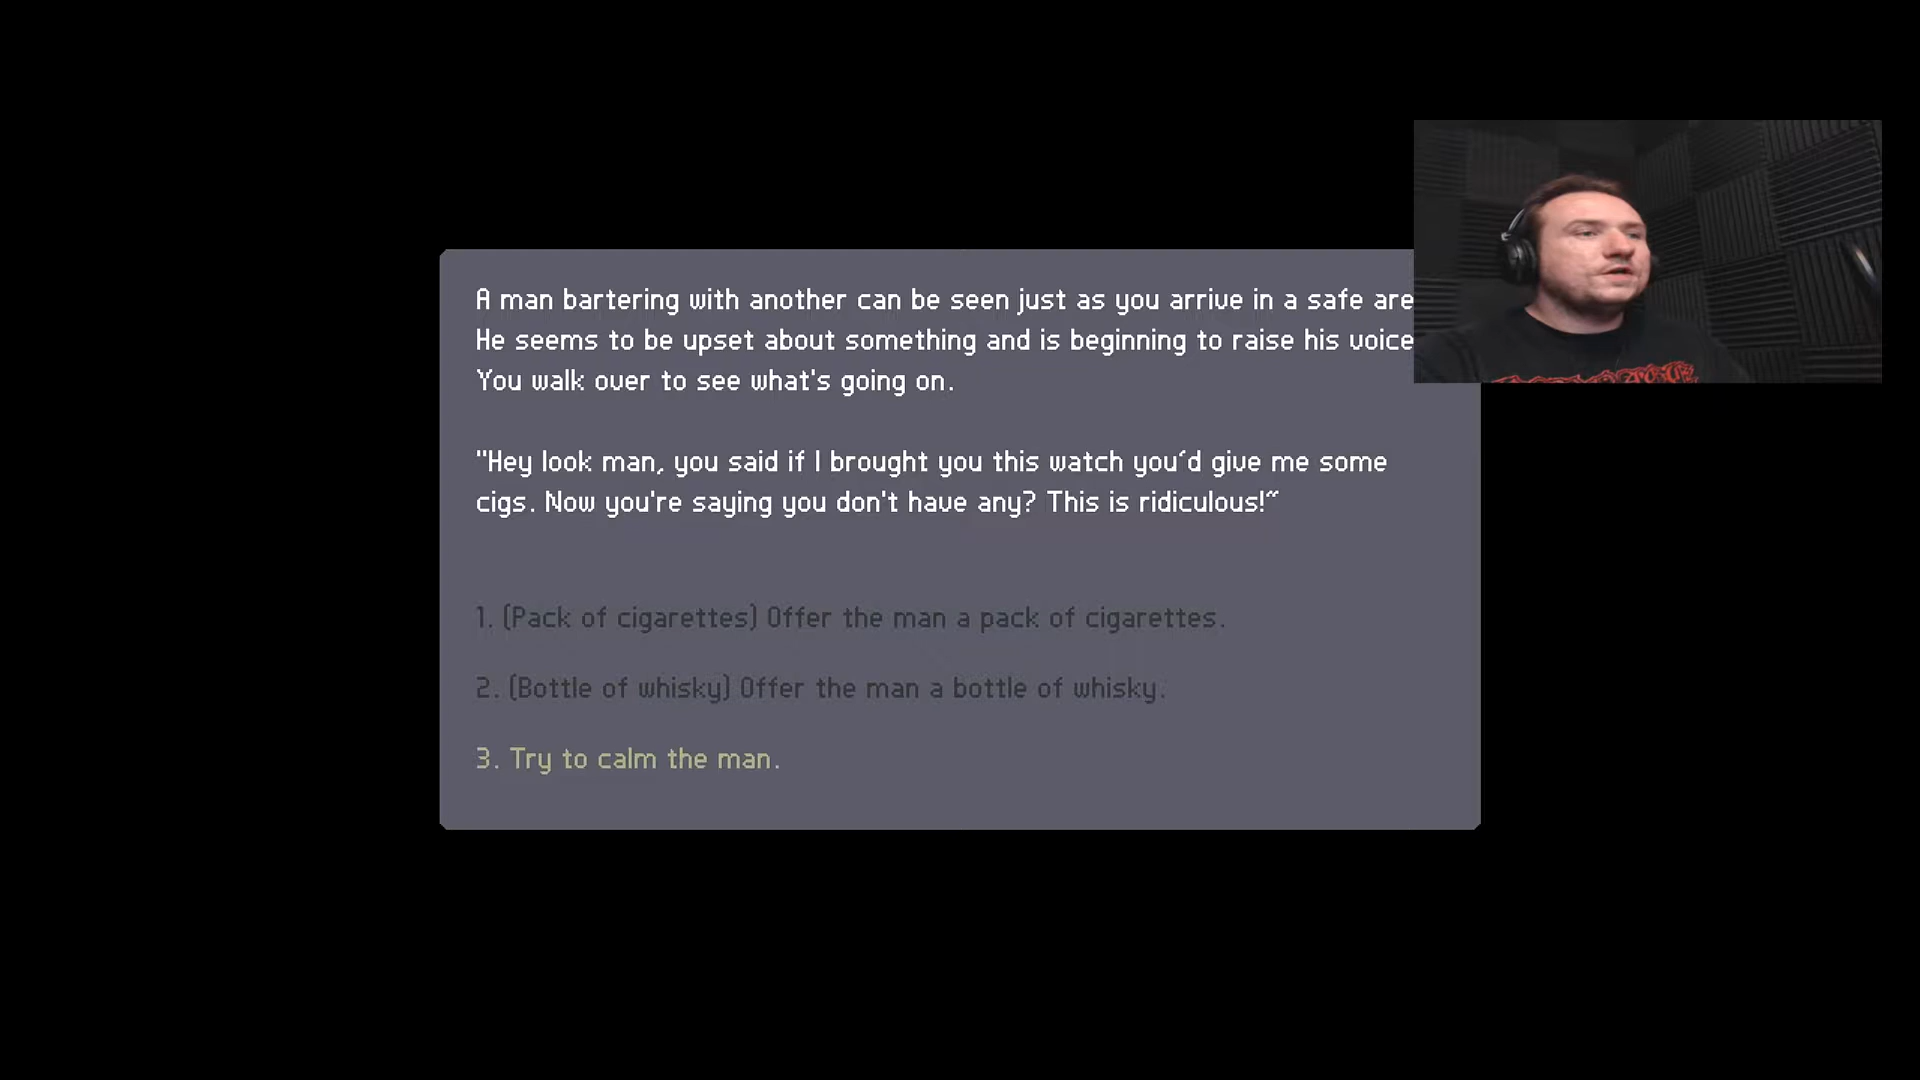 A man bartering with another can be seen just as you arrive in a safe are
He seems to be upset about something and is beginning to raise his voice
You walk over to see what's going on.
"Hey look man, you said if I brought you this watch you'd give me some
cigs. Now you're saying you don't have any? This is ridiculous!"
1. (Pack of cigarettes) Offer the man a pack of cigarettes.
2. (Bottle of whisky) Offer the man a bottle of whisky.
3. Try to calm the man.